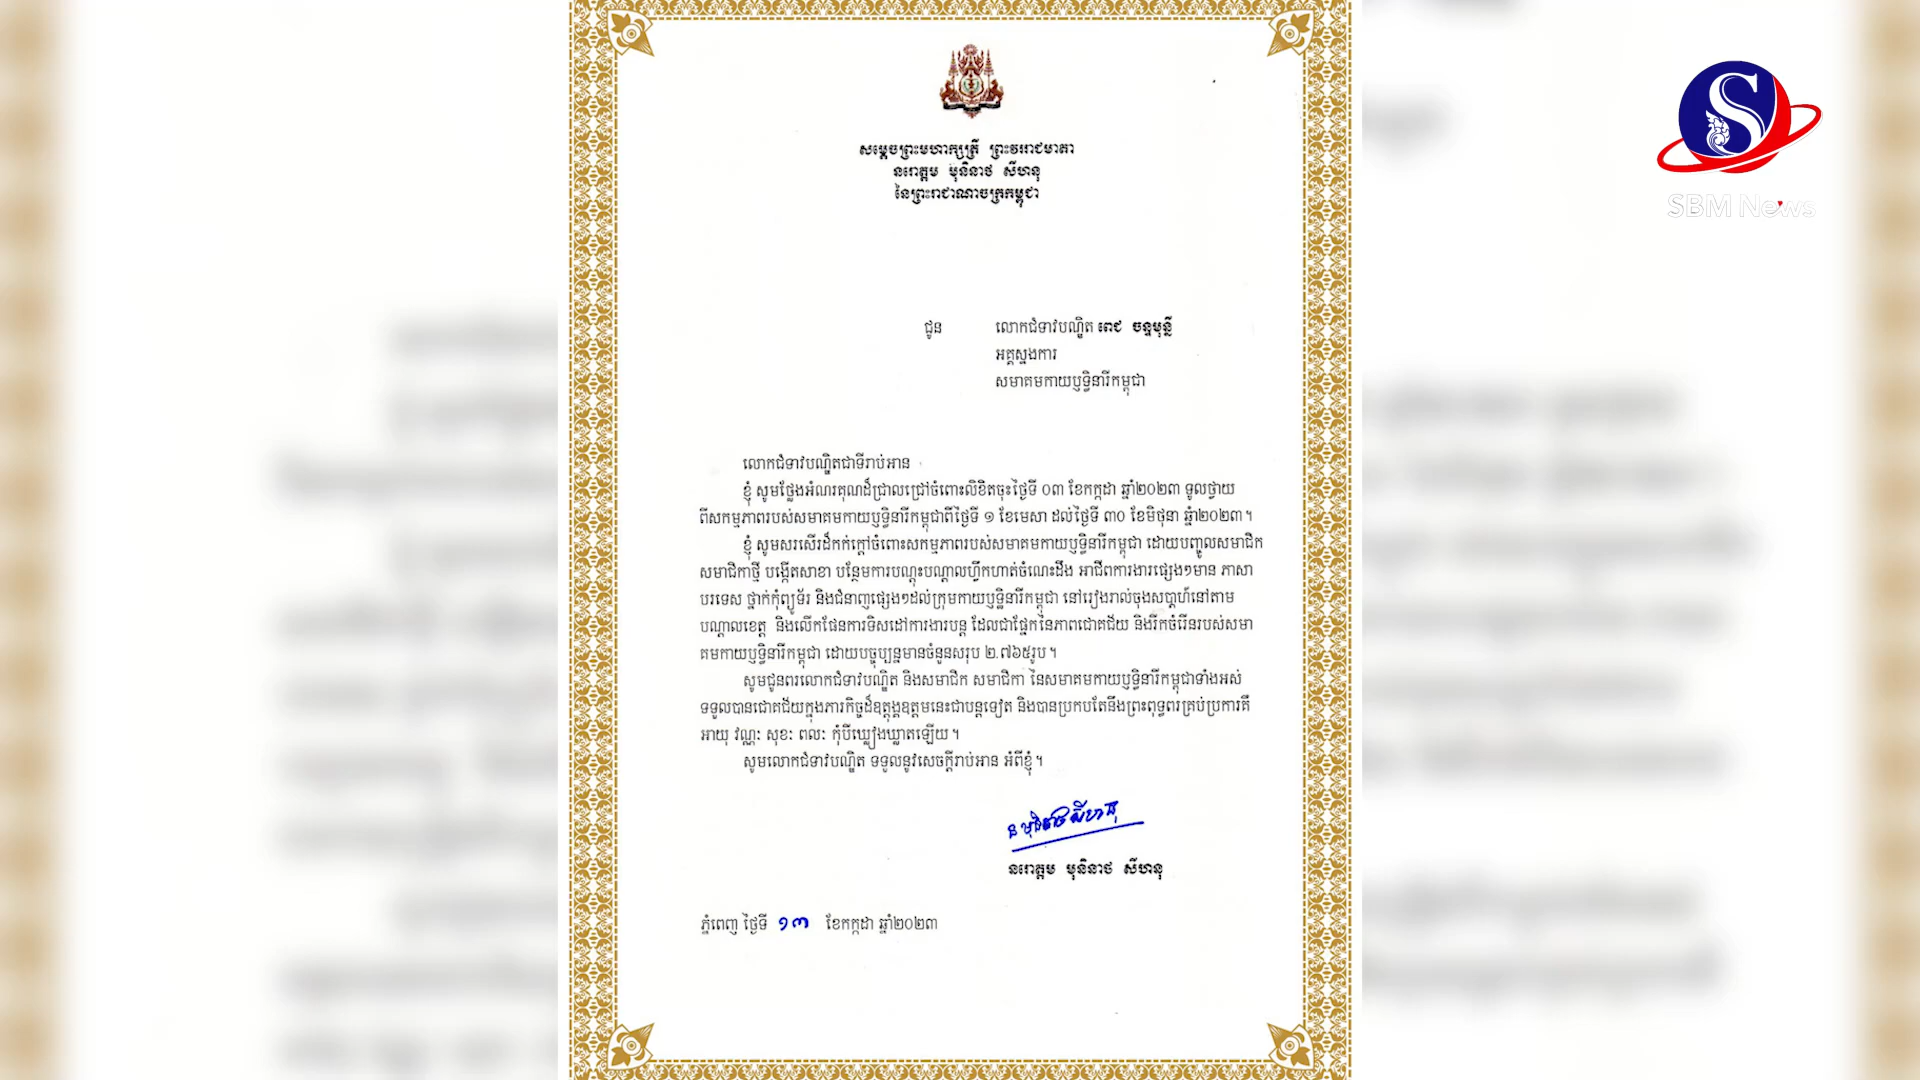 SBM News
សម្តេចព្រះមហាក្សត្រី ព្រះវររាជមាតា
នរោត្តម មុនិនាថ សីហនុ
នៃព្រះរាជាណាចក្រកម្ពុជា
ជូន លោកជំទាវបណ្ឌិត ពេជ ចន្ទមុន្នី
អគ្គស្នងការ
សមាគមកាយឫទ្ធិនារីកម្ពុជា
លោកជំទាវបណ្ឌិតជាទីរាប់អាន
ខ្ញុំ សូមថ្លែងអំណរគុណដ៏ជ្រាលជ្រៅចំពោះលិខិតចុះថ្ងៃទី ០៣ ខែកក្កដា ឆ្នាំ២០២៣ ទូលថ្វាយ
ពីសកម្មភាពរបស់សមាគមកាយឫទ្ធិនារីកម្ពុជាពីថ្ងៃទី ១ ខែមេសា ដល់ថ្ងៃទី ៣០ ខែមិថុនា ឆ្នាំ២០២៣។
ខ្ញុំ សូមសរសើរដ៏កក់ក្តៅចំពោះសកម្មភាពរបស់សមាគមកាយឫទ្ធិនារីកម្ពុជា ដោយបញ្ចូលសមាជិក
សមាជិកាថ្មី បង្កើតសាខា បន្ថែមការបណ្តុះបណ្តាលហ្វឹកហាត់ចំណេះដឹង អាជីពការងារផ្សេងៗមាន ភាសា
បរទេស ថ្នាក់កុំព្យូទ័រ និងជំនាញផ្សេងៗដល់ក្រុមកាយឫទ្ធិនារីកម្ពុជា នៅរៀងរាល់ចុងសប្តាហ៍នៅតាម
បណ្តាលខេត្ត និងលើកផែនការទិសដៅការងារបន្ត ដែលជាផ្នែកនៃភាពជោគជ័យ និងរីកចំរើនរបស់សមា
គមកាយឫទ្ធិនារីកម្ពុជា ដោយបច្ចុប្បន្នមានចំនួនសរុប ២.៧៦៥រូប។
សូមជូនពរលោកជំទាវបណ្ឌិត និងសមាជិក សមាជិកា នៃសមាគមកាយឫទ្ធិនារីកម្ពុជាទាំងអស់
ទទួលបានជោគជ័យក្នុងភារកិច្ចដ៏ឧត្តុង្គឧត្តមនេះជាបន្តទៀត និងបានប្រកបតែនឹងព្រះពុទ្ធពរគ្រប់ប្រការគឺ
អាយុ វណ្ណៈ សុខៈ ពលៈ កុំបីឃ្លៀងឃ្លាតឡើយ។
សូមលោកជំទាវបណ្ឌិត ទទួលនូវសេចក្តីរាប់អាន អំពីខ្ញុំ។
នរោត្តម មុនិនាថ សីហនុ
ភ្នំពេញ ថ្ងៃទី ១៣ ខែកក្កដា ឆ្នាំ២០២៣